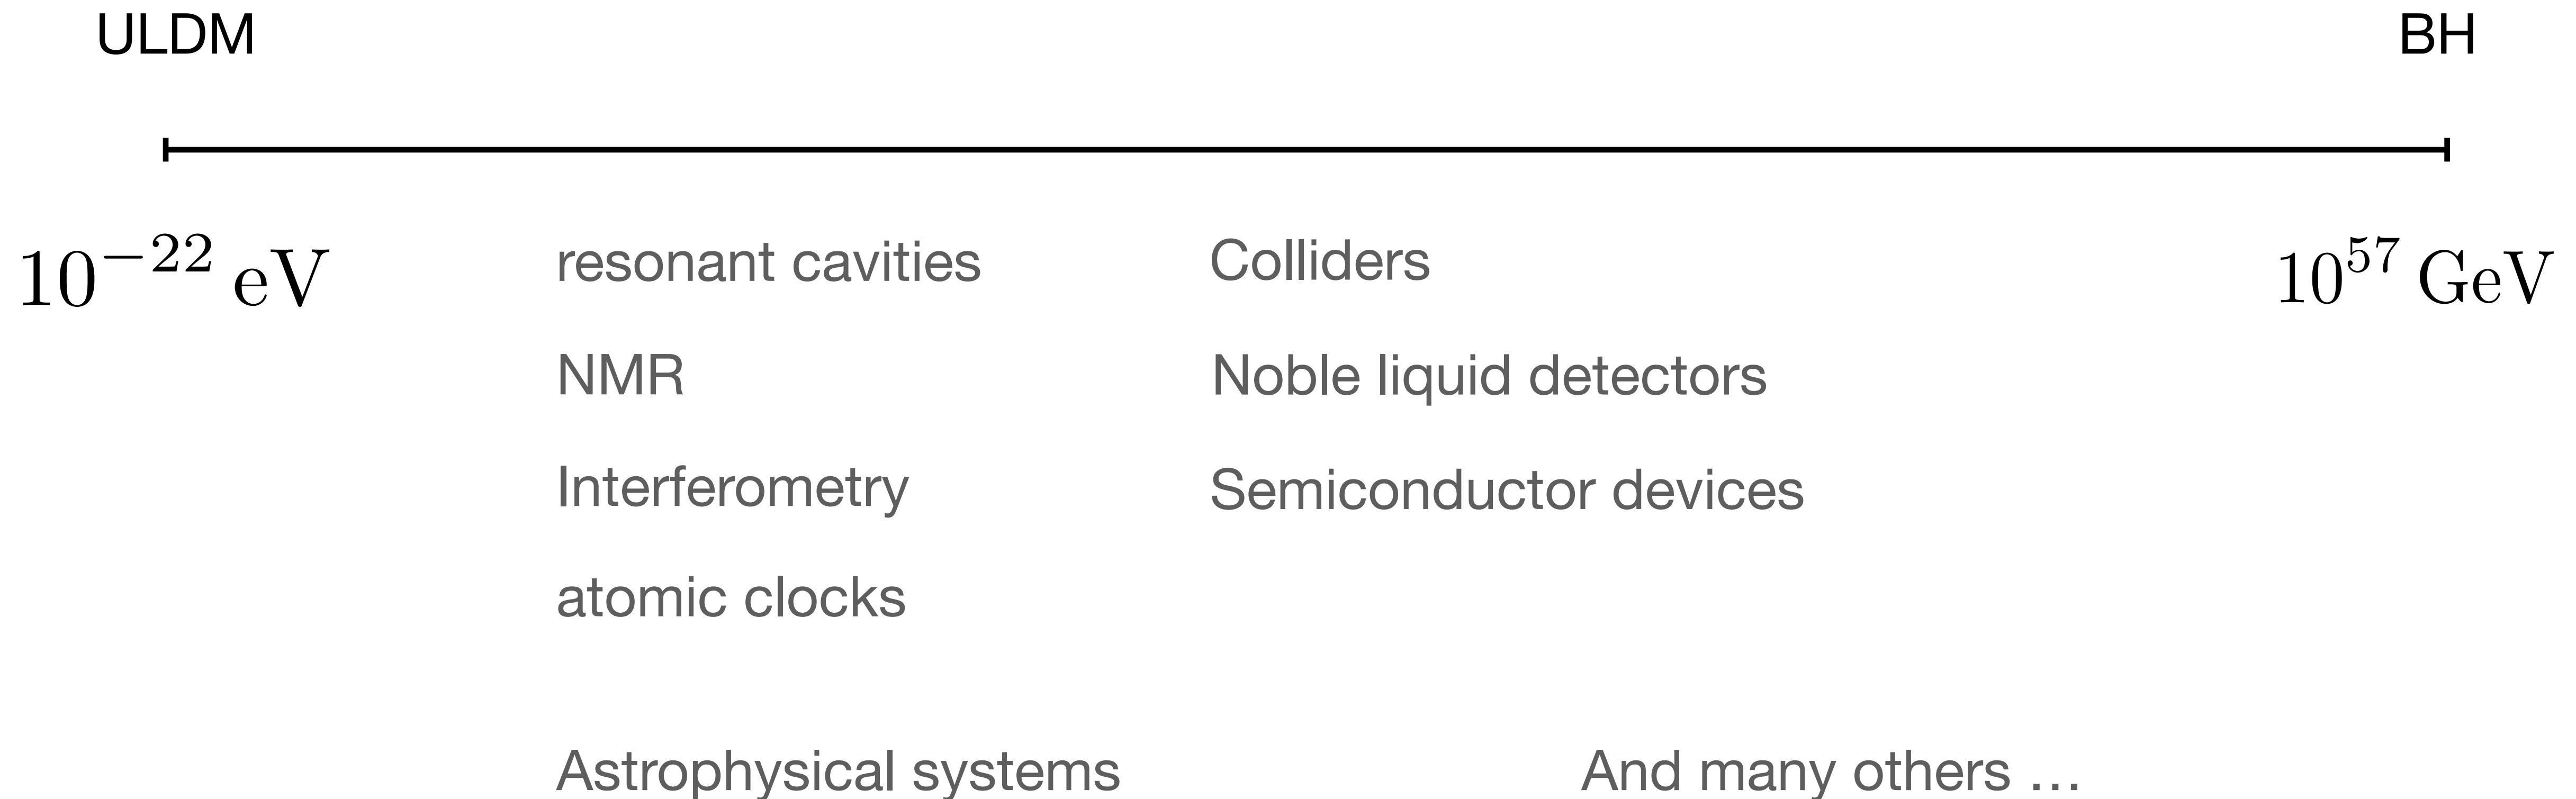 ULDM BH
10^{-22} eV 10^{57} GeV
resonant cavities Colliders
NMR Noble liquid detectors
Interferometry Semiconductor devices
atomic clocks
Astrophysical systems And many others ...